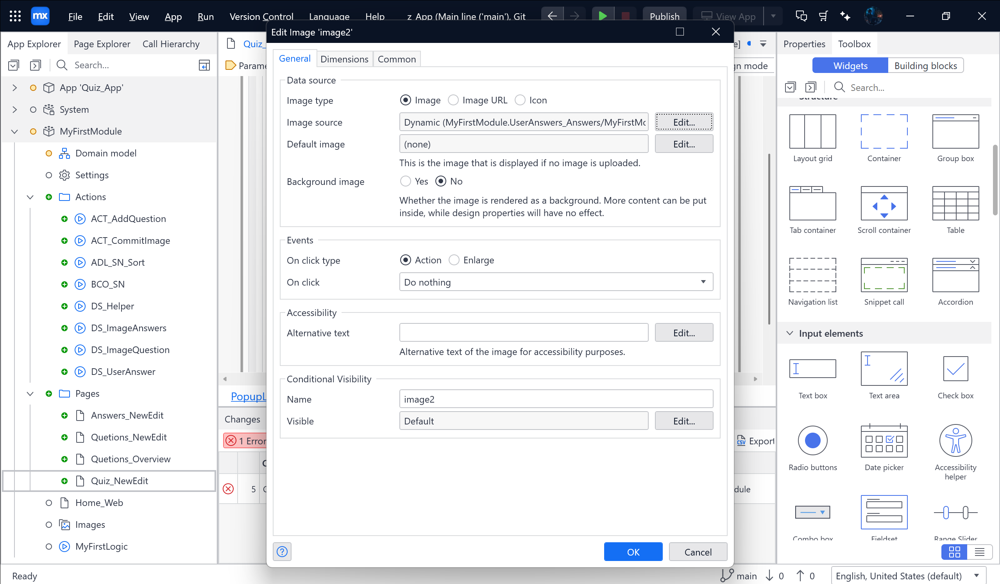 mx File Edit View App Run Version Control Language Help z_App (Main line ('main'), Git Publish View App
Edit Image 'image2'
App Explorer Page Explorer Call Hierarchy
Search...
App 'Quiz_App'
System
MyFirstModule
Domain model
Settings
Actions
ACT_AddQuestion
ACT_CommitImage
ADL_SN_Sort
BCO_SN
DS_Helper
DS_ImageAnswers
DS_ImageQuestion
DS_UserAnswer
Pages
Answers_NewEdit
Quetions_NewEdit
Quetions_Overview
Quiz_NewEdit
Home_Web
Images
MyFirstLogic
Quiz_
e]
Parame
gn mode
General Dimensions Common
Data source
Image type Image Image URL Icon
Image source Dynamic (MyFirstModule.UserAnswers_Answers/MyFirstMo Edit...
Default image (none) Edit...
This is the image that is displayed if no image is uploaded.
Background image Yes No
Whether the image is rendered as a background. More content can be put
inside, while design properties will have no effect.
Events
On click type Action Enlarge
On click Do nothing
Accessibility
Alternative text Edit...
Alternative text of the image for accessibility purposes.
Conditional Visibility
Name image2
Visible Default Edit...
OK Cancel
PopupL
Changes
1 Error
CSV Export
5
dule
Properties Toolbox
Widgets Building blocks
Search...
Structure
Layout grid Container Group box
Tab container Scroll container Table
Navigation list Snippet call Accordion
Input elements
Text box Text area Check box
Radio buttons Date picker Accessibility
helper
Combo box Fieldset Range Slider
Ready main 0 0 English, United States (default)